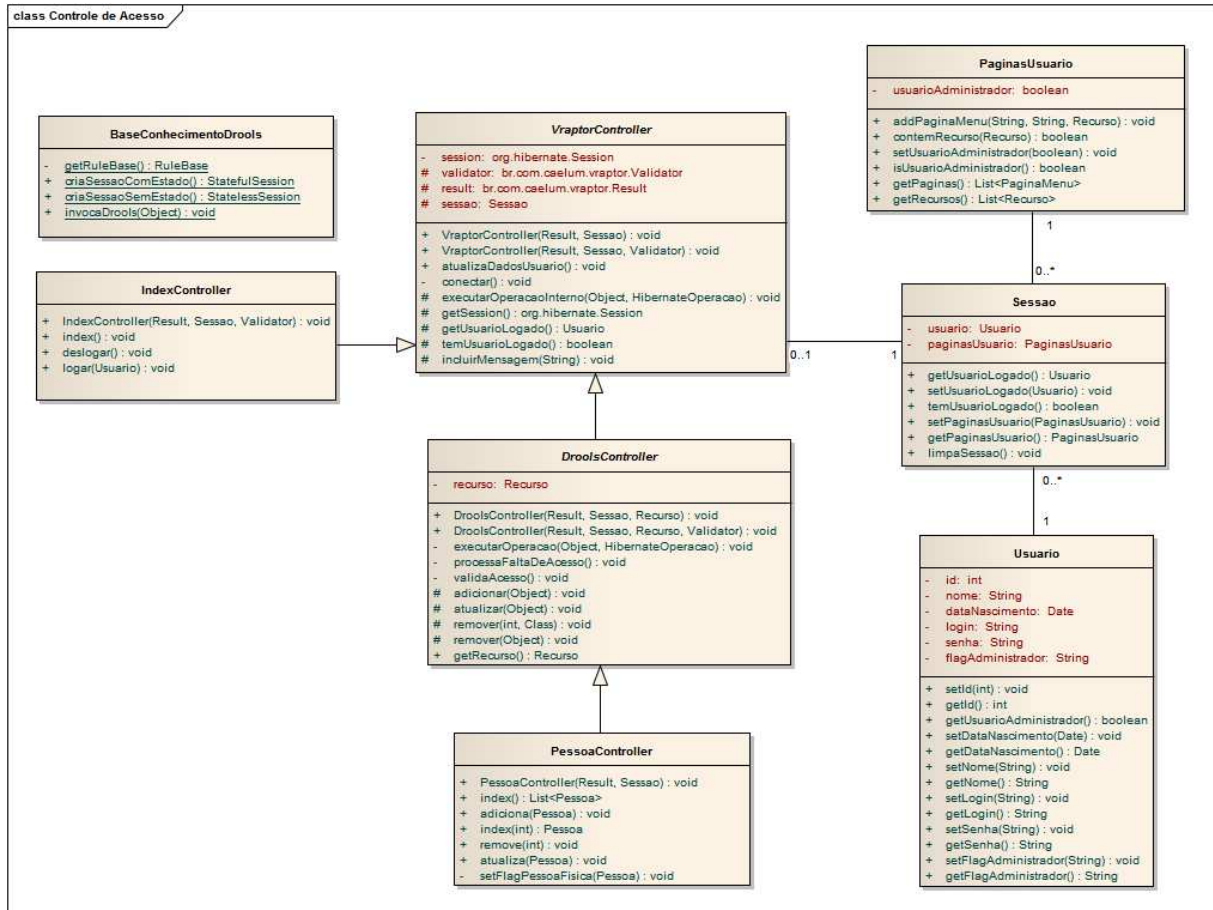 class Controle de Acesso
BaseConhecimentoDrools
- getRuleBase() : RuleBase
+ criaSessaoComEstado() : StatefulSession
+ criaSessaoSemEstado() : StatelessSession
+ invocaDrools(Object) : void
IndexController
+ IndexController(Result, Sessao, Validator) : void
+ index() : void
+ deslogar() : void
+ logar(Usuario) : void
VraptorController
- session: org.hibernate.Session
# validator: br.com.caelum.vraptor.Validator
# result: br.com.caelum.vraptor.Result
# sessao: Sessao
+ VraptorController(Result, Sessao) : void
+ VraptorController(Result, Sessao, Validator) : void
+ atualizaDadosUsuario() : void
- conectar() : void
# executarOperacaoInterno(Object, HibernateOperacao) : void
# getSession() : org.hibernate.Session
# getUsuarioLogado() : Usuario
# temUsuarioLogado() : boolean
# incluirMensagem(String) : void
0..1
1
DroolsController
- recurso: Recurso
+ DroolsController(Result, Sessao, Recurso) : void
+ DroolsController(Result, Sessao, Recurso, Validator) : void
- executarOperacao(Object, HibernateOperacao) : void
- processaFaltaDeAcesso() : void
- validaAcesso() : void
# adicionar(Object) : void
# atualizar(Object) : void
# remover(int, Class) : void
# remover(Object) : void
+ getRecurso() : Recurso
PessoaController
+ PessoaController(Result, Sessao) : void
+ index() : List<Pessoa>
+ adiciona(Pessoa) : void
+ index(int) : Pessoa
+ remove(int) : void
+ atualiza(Pessoa) : void
- setFlagPessoaFisica(Pessoa) : void
PaginasUsuario
- usuarioAdministrador: boolean
+ addPaginaMenu(String, String, Recurso) : void
+ contemRecurso(Recurso) : boolean
+ setUsuarioAdministrador(boolean) : void
+ isUsuarioAdministrador() : boolean
+ getPaginas() : List<PaginaMenu>
+ getRecursos() : List<Recurso>
1
0..*
Sessao
- usuario: Usuario
- paginasUsuario: PaginasUsuario
+ getUsuarioLogado() : Usuario
+ setUsuarioLogado(Usuario) : void
+ temUsuarioLogado() : boolean
+ setPaginasUsuario(PaginasUsuario) : void
+ getPaginasUsuario() : PaginasUsuario
+ limpaSessao() : void
0..*
1
Usuario
- id: int
- nome: String
- dataNascimento: Date
- login: String
- senha: String
- flagAdministrador: String
+ setId(int) : void
+ getId() : int
+ getUsuarioAdministrador() : boolean
+ setDataNascimento(Date) : void
+ getDataNascimento() : Date
+ setNome(String) : void
+ getNome() : String
+ setLogin(String) : void
+ getLogin() : String
+ setSenha(String) : void
+ getSenha() : String
+ setFlagAdministrador(String) : void
+ getFlagAdministrador() : String